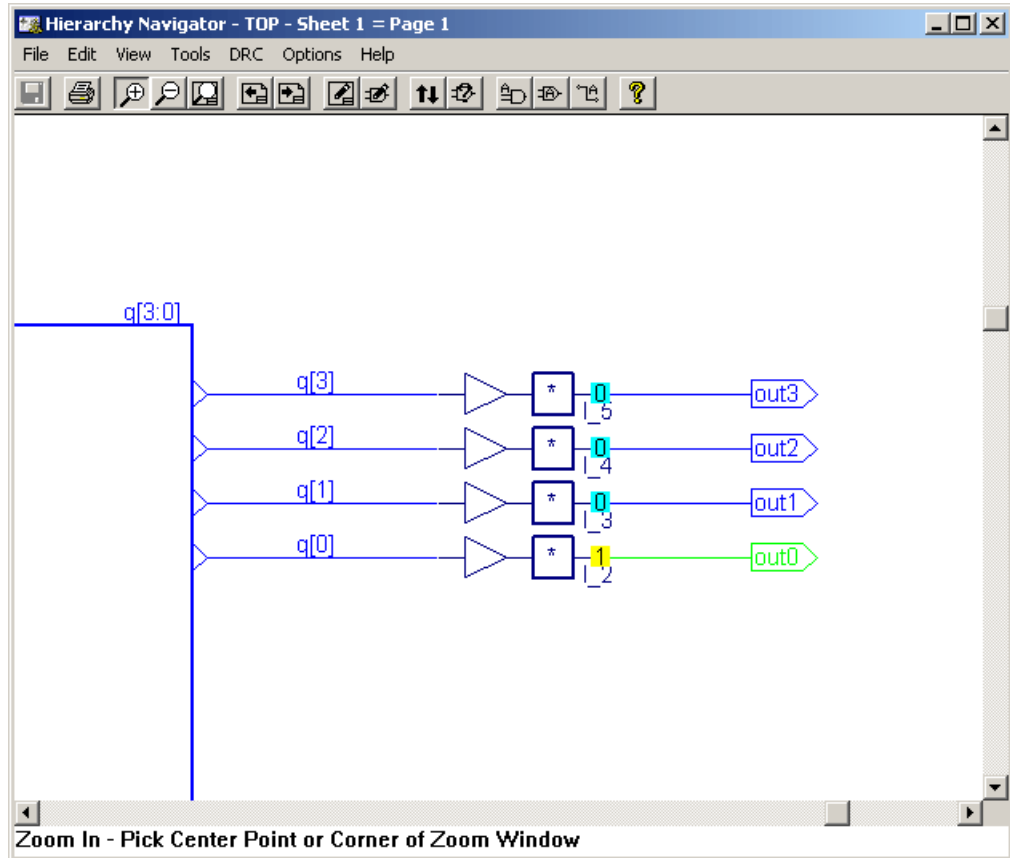 Hierarchy Navigator - TOP - Sheet 1 = Page 1
File Edit View Tools DRC Options Help
q[3:0]
q[3] * 0 out3
I_5
q[2] * 0 out2
I_4
q[1] * 0 out1
I_3
q[0] * 1 out0
I_2
Zoom In - Pick Center Point or Corner of Zoom Window